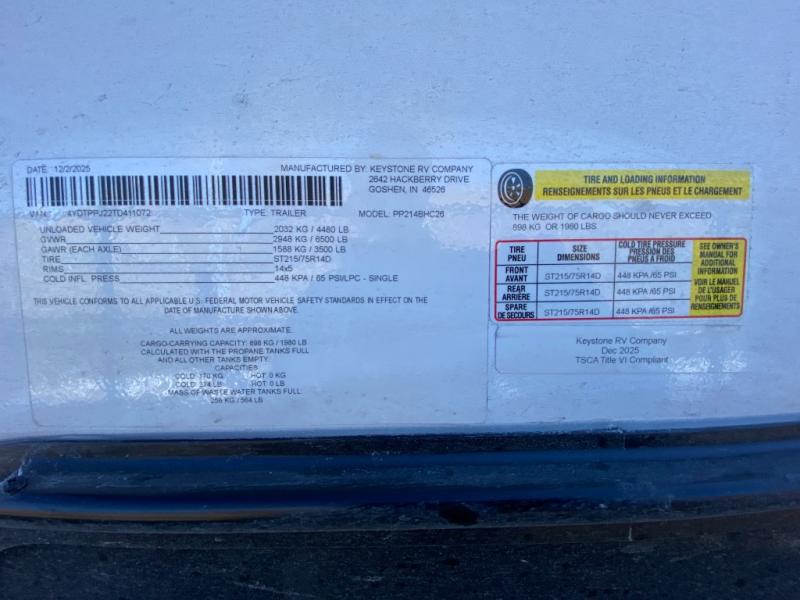 DATE: 12/2/2025
MANUFACTURED BY: KEYSTONE RV COMPANY
2642 HACKBERRY DRIVE
GOSHEN, IN 46526
TYPE: TRAILER
MODEL: PP214BHC26
UNLOADED VEHICLE WEIGHT 2032 KG / 4480 LB
GVWR 2948 KG / 6500 LB
GAWR (EACH AXLE) 1588 KG / 3500 LB
TIRE ST215/75R14D
RIMS 14x5
COLD INFL. PRESS 448 KPA / 65 PSI/LPC - SINGLE
THIS VEHICLE CONFORMS TO ALL APPLICABLE U.S. FEDERAL MOTOR VEHICLE SAFETY STANDARDS IN EFFECT ON THE
DATE OF MANUFACTURE SHOWN ABOVE.
ALL WEIGHTS ARE APPROXIMATE.
CARGO-CARRYING CAPACITY: 898 KG / 1980 LB
CALCULATED WITH THE PROPANE TANKS FULL
AND ALL OTHER TANKS EMPTY.
CAPACITIES
COLD: 170 KG HOT: 0 KG
COLD: 374 LB HOT: 0 LB
MASS OF WASTE WATER TANKS FULL
256 KG / 564 LB
TIRE AND LOADING INFORMATION
RENSEIGNEMENTS SUR LES PNEUS ET LE CHARGEMENT
THE WEIGHT OF CARGO SHOULD NEVER EXCEED
898 KG OR 1980 LBS.
TIRE
PNEU
SIZE
DIMENSIONS
COLD TIRE PRESSURE
PRESSION DES
PNEUS A FROID
FRONT
AVANT
ST215/75R14D
448 KPA /65 PSI
REAR
ARRIÈRE
ST215/75R14D
448 KPA /65 PSI
SPARE
DE SECOURS
ST215/75R14D
448 KPA /65 PSI
SEE OWNER'S
MANUAL FOR
ADDITIONAL
INFORMATION
VOIR LE MANUEL
DE L'USAGER
POUR PLUS DE
RENSEIGNEMENTS
Keystone RV Company
Dec 2025
TSCA Title VI Compliant